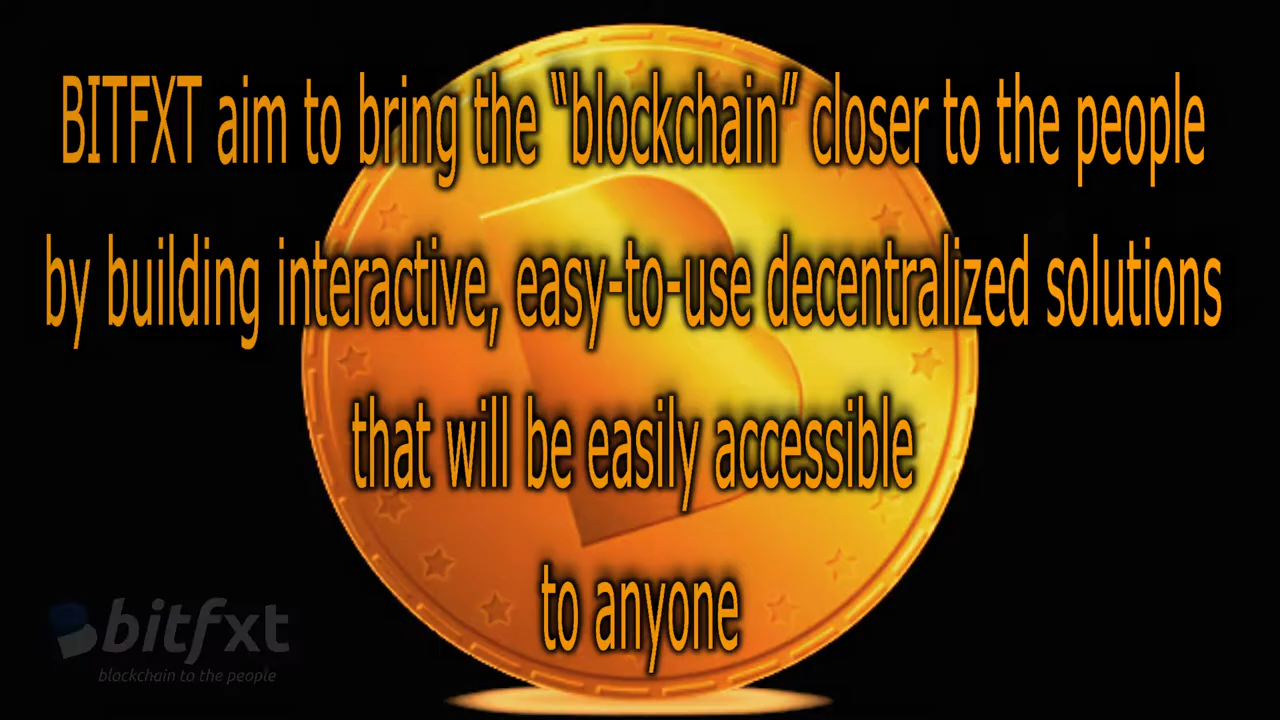 BITFXT aim to bring the “blockchain” closer to the people
by building interactive, easy-to-use decentralized solutions
that will be easily accessible
to anyone
bitfxt
blockchain to the people